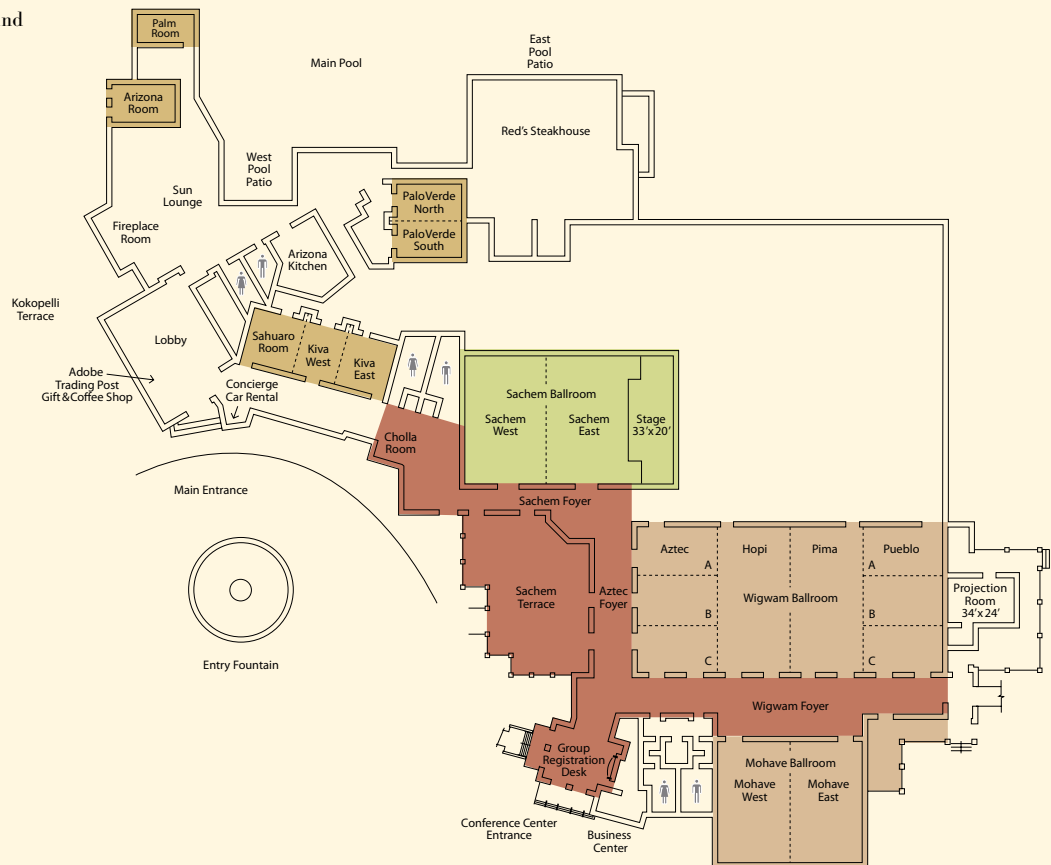 nd
Palm
Room
Main Pool
East
Pool
Patio
Arizona
Room
Red's Steakhouse
West
Pool
Patio
Sun
Lounge
PaloVerde
North
PaloVerde
South
Fireplace
Room
Arizona
Kitchen
Kokopelli
Terrace
Lobby
Sahuaro
Room
Kiva
West
Kiva
East
Adobe
Trading Post
Gift & Coffee Shop
Concierge
Car Rental
Sachem Ballroom
Sachem
West
Sachem
East
Stage
33'x 20'
Cholla
Room
Main Entrance
Sachem Foyer
Aztec
Hopi
Pima
Pueblo
A
A
Sachem
Terrace
Aztec
Foyer
Wigwam Ballroom
Projection
Room
34'x 24'
B
B
C
C
Entry Fountain
Wigwam Foyer
Group
Registration
Desk
Mohave Ballroom
Mohave
West
Mohave
East
Conference Center
Entrance
Business
Center